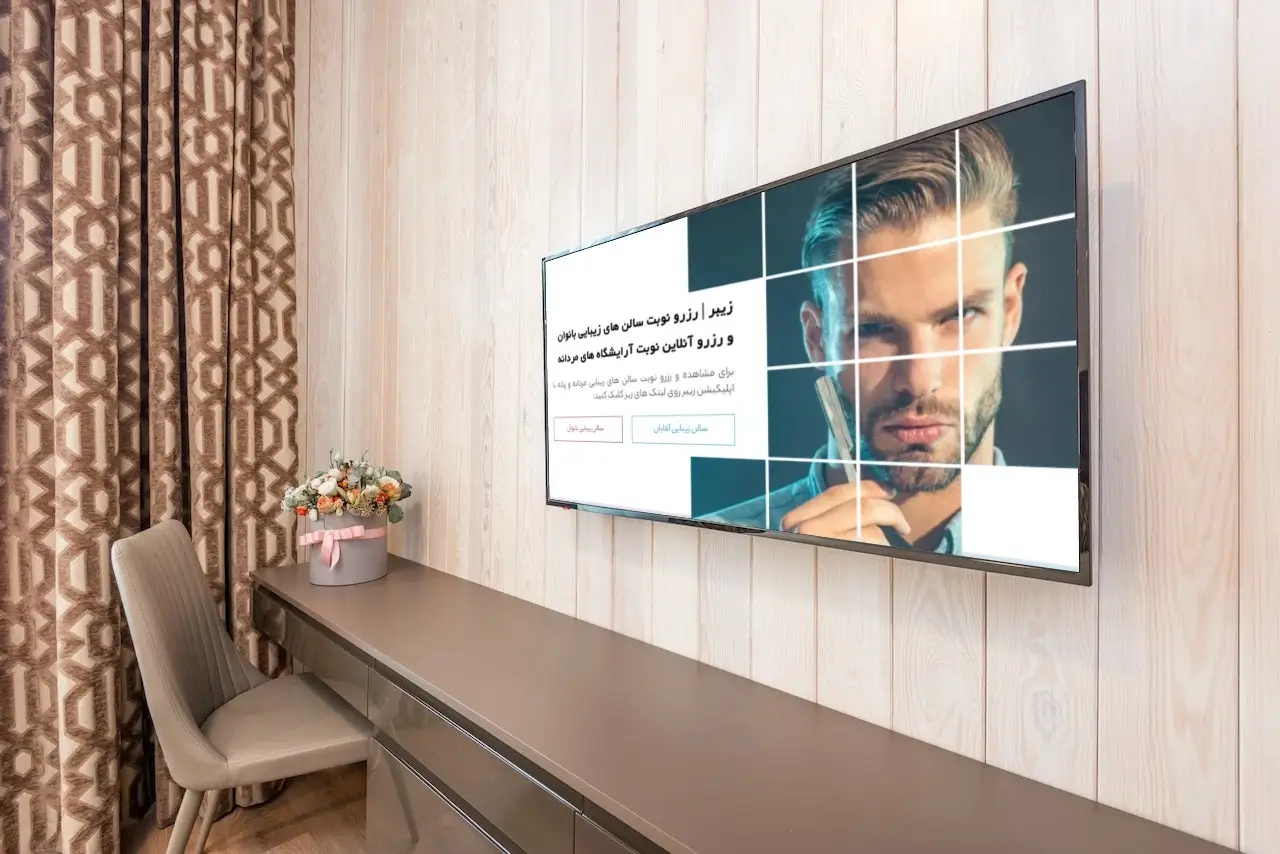 زیبر | رزرو نوبت سالن های زیبایی بانوان
و رزرو آنلاین نوبت آرایشگاه های مردانه
برای مشاهده و رزرو نوبت سالن های زیبایی مردانه و زنانه با
اپلیکیشن زیبر روی لینک های زیر کلیک کنید:
سالن زیبایی آقایان
سالن زیبایی بانوان